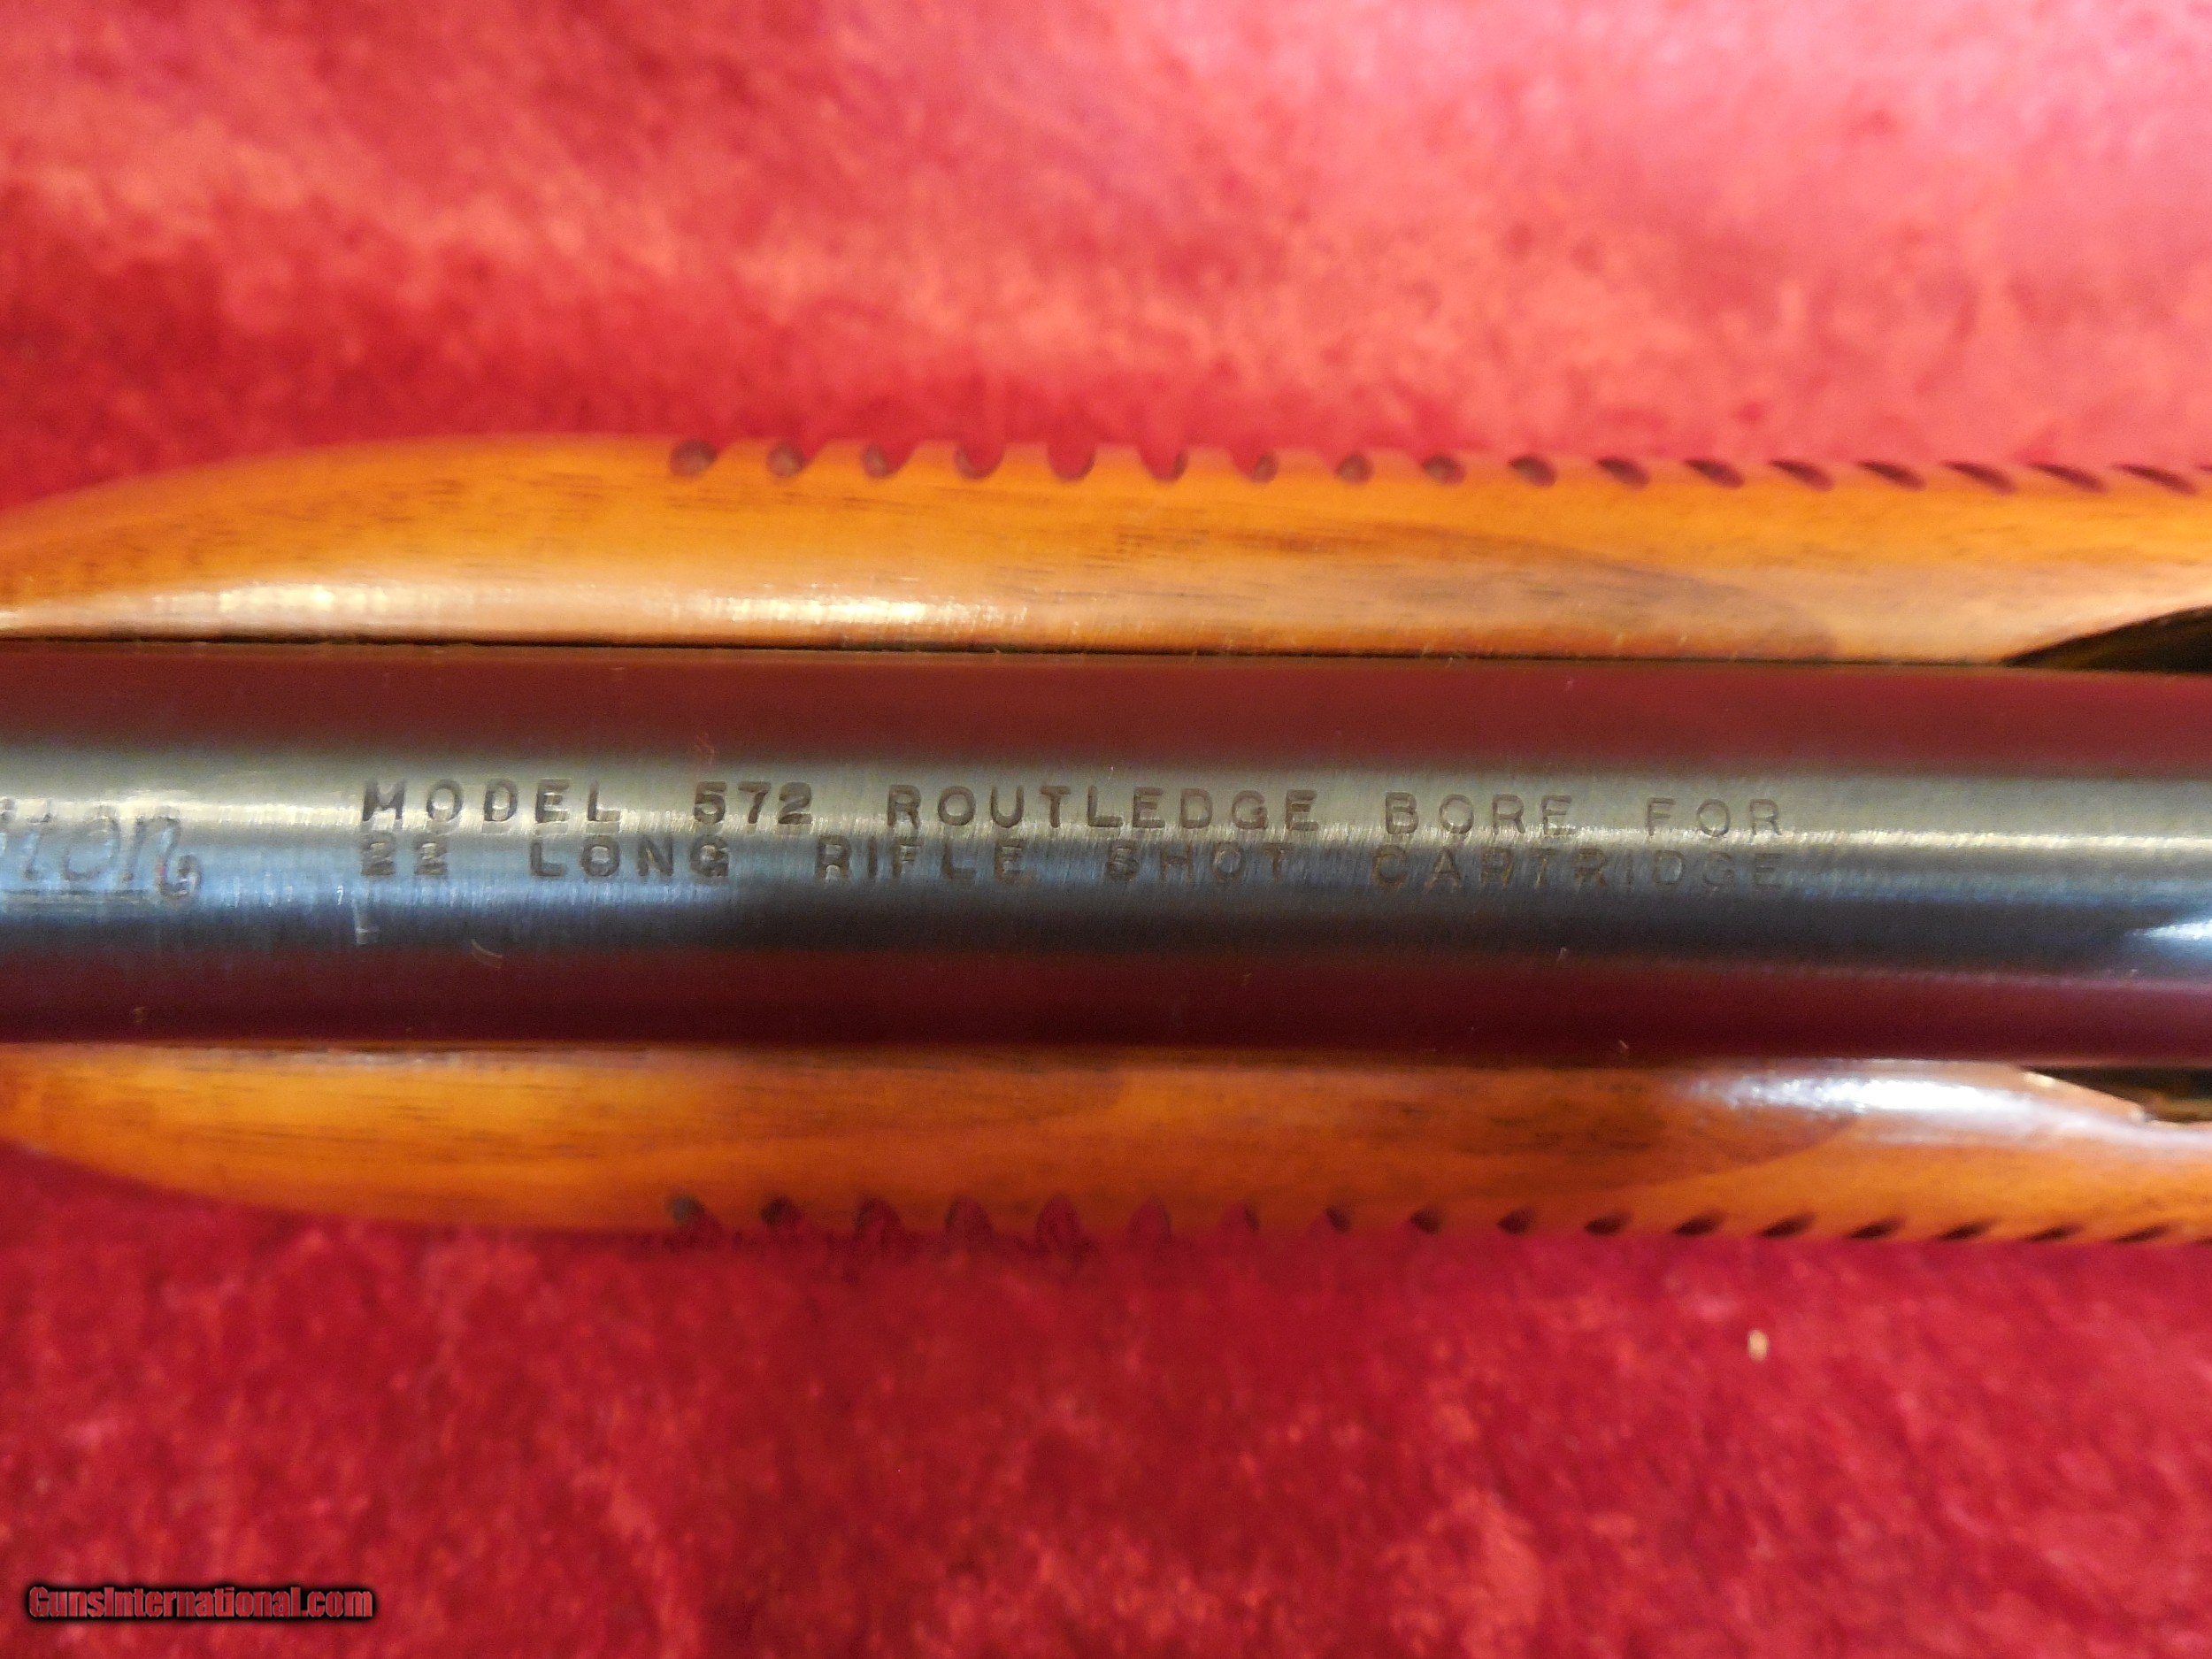 MODEL 572 ROUTLEDGE BORE FOR
22 LONG RIFLE SHOT CARTRIDGE
GunsInternational.com